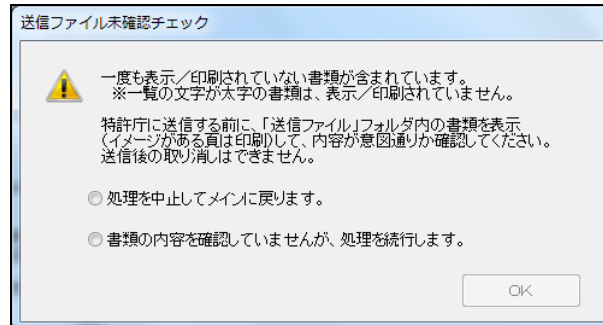 送信ファイル未確認チェック
一度も表示／印刷されていない書類が含まれています。
※一覧の文字が太字の書類は、表示／印刷されていません。
特許庁に送信する前に、「送信ファイル」フォルダ内の書類を表示
(イメージがある頁は印刷)して、内容が意図通りか確認してください。
送信後の取り消しはできません。
処理を中止してメインに戻ります。
書類の内容を確認していませんが、処理を続行します。
OK